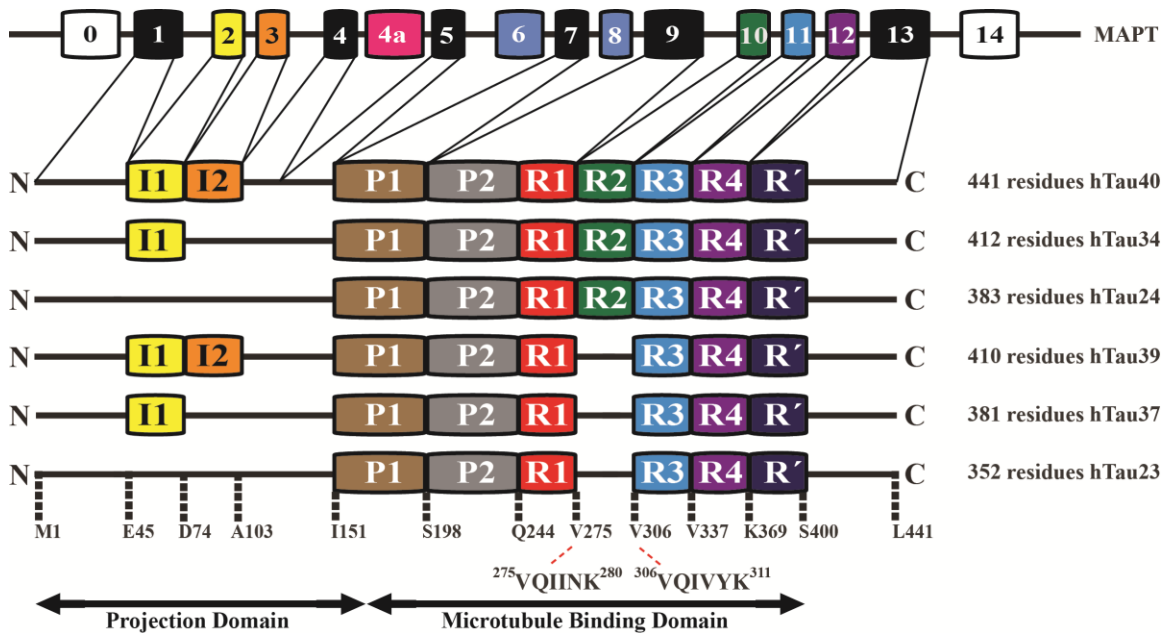 0 1 2 3 4 4a 5 6 7 8 9 10 11 12 13 14 MAPT
N I1 I2 P1 P2 R1 R2 R3 R4 R´ C 441 residues hTau40
N I1 P1 P2 R1 R2 R3 R4 R´ C 412 residues hTau34
N P1 P2 R1 R2 R3 R4 R´ C 383 residues hTau24
N I1 I2 P1 P2 R1 R3 R4 R´ C 410 residues hTau39
N I1 P1 P2 R1 R3 R4 R´ C 381 residues hTau37
N P1 P2 R1 R3 R4 R´ C 352 residues hTau23
M1 E45 D74 A103 I151 S198 Q244 V275 V306 V337 K369 S400 L441
²⁷⁵VQIINK²⁸⁰ ³⁰⁶VQIVYK³¹¹
Projection Domain Microtubule Binding Domain